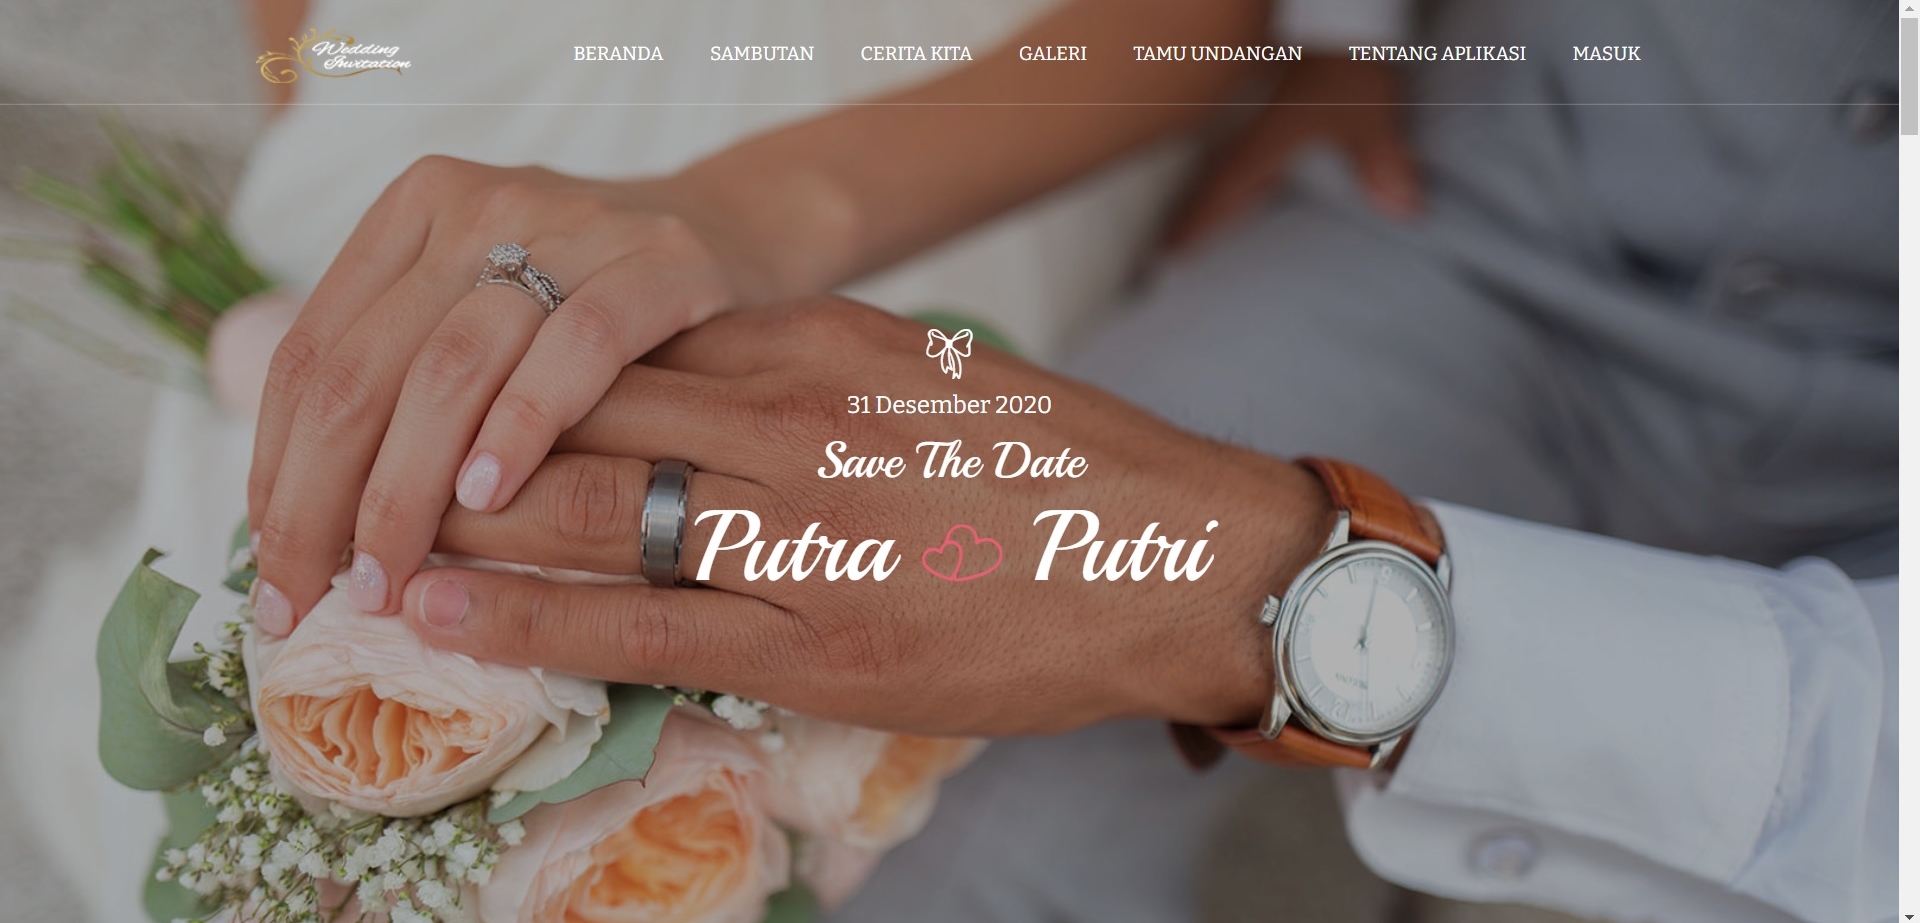 Wedding
Invitation
BERANDA SAMBUTAN CERITA KITA GALERI TAMU UNDANGAN TENTANG APLIKASI MASUK
31 Desember 2020
Save The Date
Putra Putri